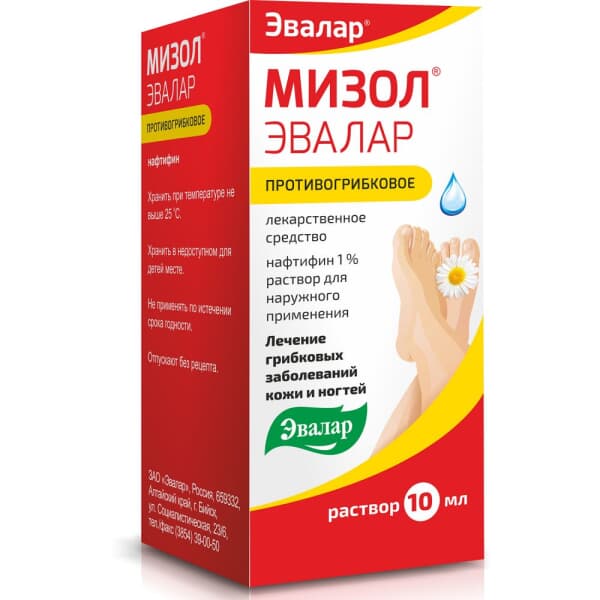 МИЗОЛ®
ЭВАЛАР
ПРОТИВОГРИБКОВОЕ
нафтифин
Хранить при температуре не
выше 25 °С.
Хранить в недоступном для
детей месте.
Не применять по истечении
срока годности.
Отпускают без рецепта.
ЗАО «Эвалар», Россия, 659332,
Алтайский край, г. Бийск,
ул. Социалистическая, 23/6,
тел./факс (3854) 39-00-50
Эвалар®
МИЗОЛ®
ЭВАЛАР
ПРОТИВОГРИБКОВОЕ
лекарственное
средство
нафтифин 1 %
раствор для
наружного
применения
Лечение
грибковых
заболеваний
кожи и ногтей
Эвалар
раствор 10 мл